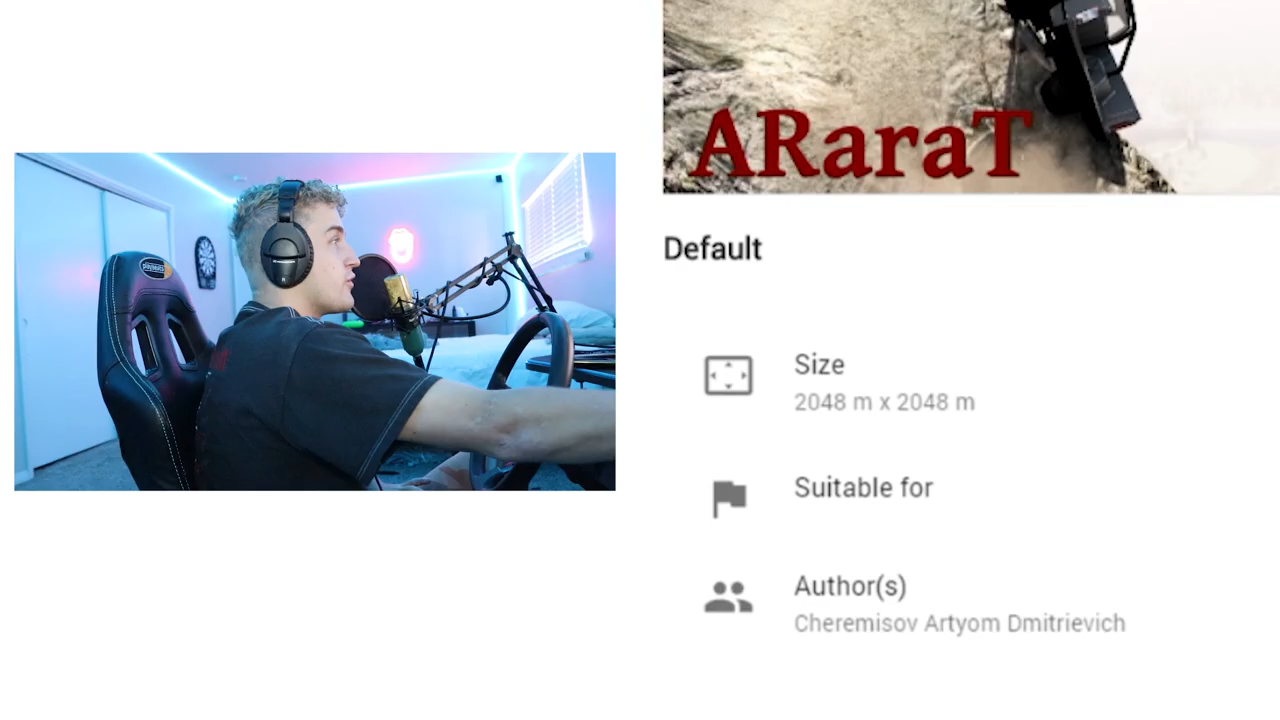 ARaraT
Default
Size
2048 m x 2048 m
Suitable for
Author(s)
Cheremisov Artyom Dmitrievich